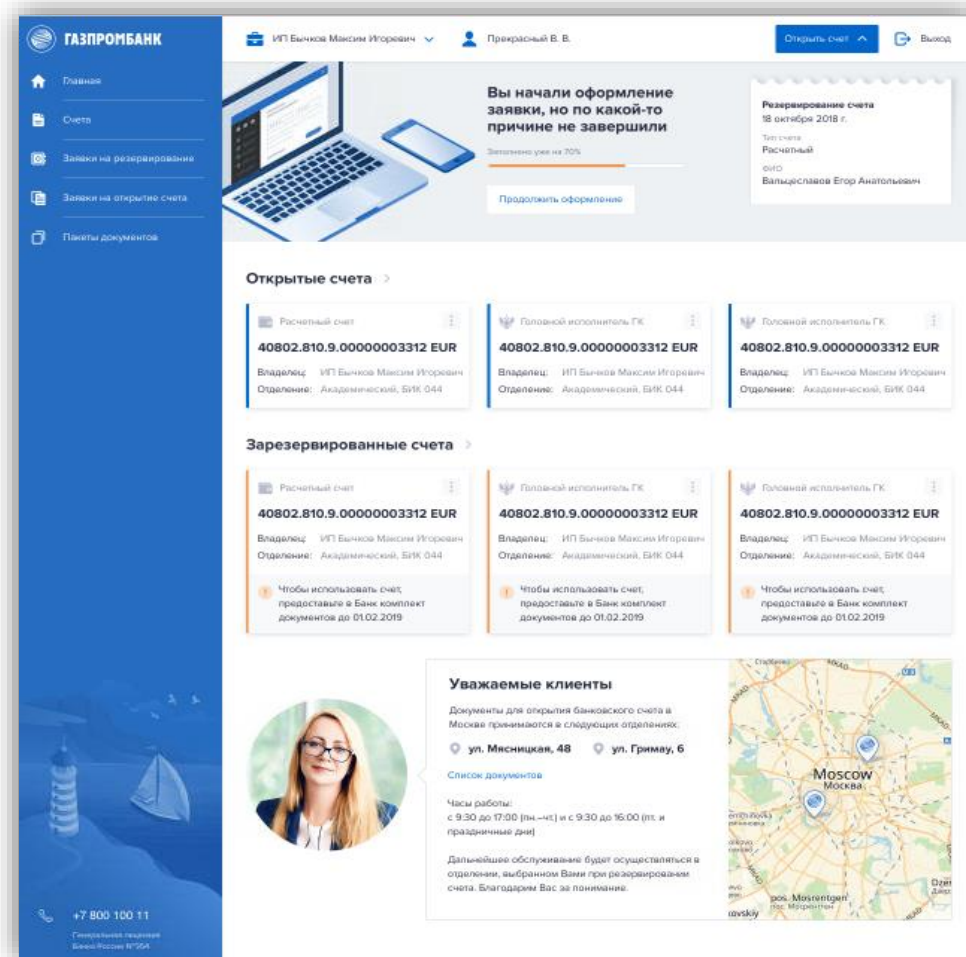 ГАЗПРОМБАНК
ИП Бычков Максим Игоревич
Прекрасный В. В.
Открыть счет
Выход
Главная
Счета
Заявки на резервирование
Заявки на открытие счета
Пакеты документов
Вы начали оформление
заявки, но по какой-то
причине не завершили
Заполнено уже на 70%
Продолжить оформление
Резервирование счета
18 октября 2018 г.
Тип счета
Расчетный
ФИО
Вальцеславов Егор Анатольевич
Открытые счета
Расчетный счет
40802.810.9.00000003312 EUR
Владелец: ИП Бычков Максим Игоревич
Отделение: Академический, БИК 044
Головной исполнитель ГК
40802.810.9.00000003312 EUR
Владелец: ИП Бычков Максим Игоревич
Отделение: Академический, БИК 044
Головной исполнитель ГК
40802.810.9.00000003312 EUR
Владелец: ИП Бычков Максим Игоревич
Отделение: Академический, БИК 044
Зарезервированные счета
Расчетный счет
40802.810.9.00000003312 EUR
Владелец: ИП Бычков Максим Игоревич
Отделение: Академический, БИК 044
Чтобы использовать счет,
предоставьте в Банк комплект
документов до 01.02.2019
Головной исполнитель ГК
40802.810.9.00000003312 EUR
Владелец: ИП Бычков Максим Игоревич
Отделение: Академический, БИК 044
Чтобы использовать счет,
предоставьте в Банк комплект
документов до 01.02.2019
Головной исполнитель ГК
40802.810.9.00000003312 EUR
Владелец: ИП Бычков Максим Игоревич
Отделение: Академический, БИК 044
Чтобы использовать счет,
предоставьте в Банк комплект
документов до 01.02.2019
Уважаемые клиенты
Документы для открытия банковского счета в
Москве принимаются в следующих отделениях:
ул. Мясницкая, 48
ул. Гримау, 6
Список документов
Часы работы:
с 9:30 до 17:00 (пн.–чт.) и с 9:30 до 16:00 (пт. и
праздничные дни)
Дальнейшее обслуживание будет осуществляться в
отделении, выбранном Вами при резервировании
счета. Благодарим Вас за понимание.
MKAD
Moscow
Москва
pos. Mosrentgen
пос. Мосрентген
+7 800 100 11
Генеральная лицензия
Банка России №354